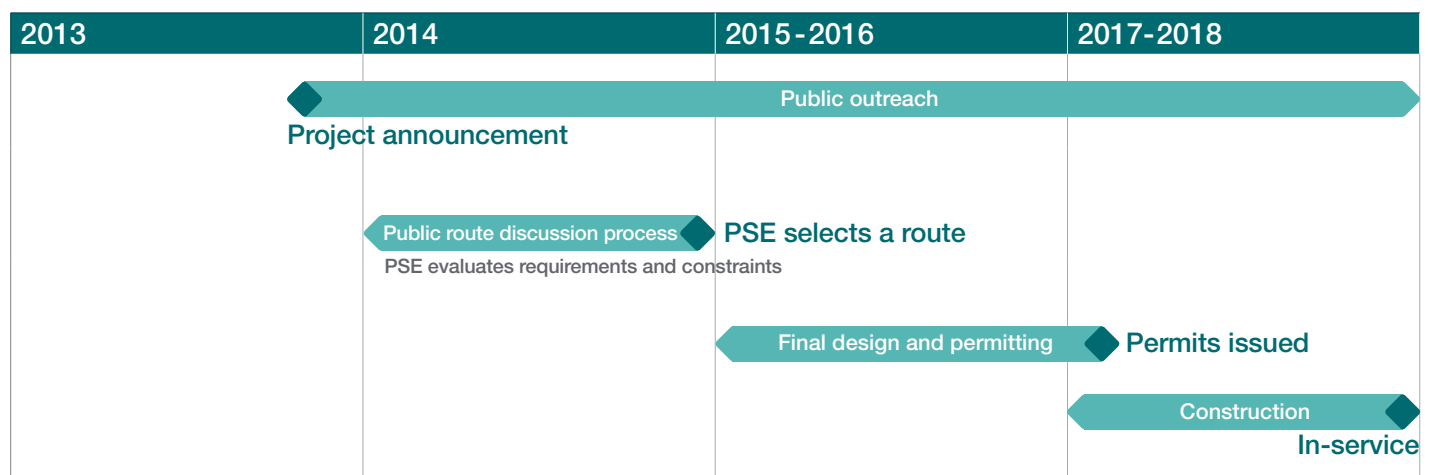 2013 2014 2015-2016 2017-2018
Public outreach
Project announcement
Public route discussion process PSE selects a route
PSE evaluates requirements and constraints
Final design and permitting Permits issued
Construction
In-service